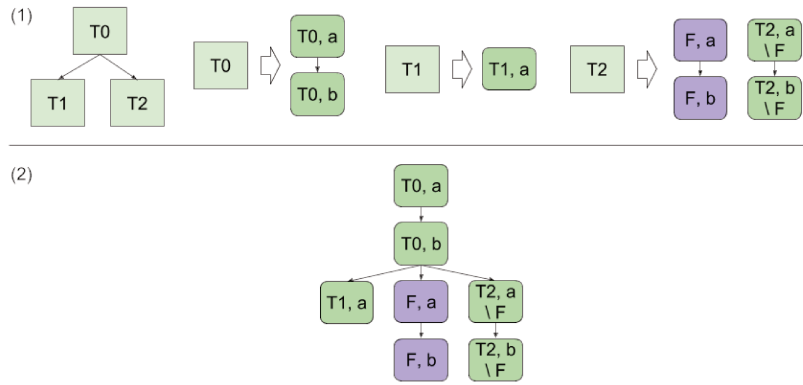 (1)
T0
T1
T2
T0
T0, a
T0, b
T1
T1, a
T2
F, a
F, b
T2, a
\ F
T2, b
\ F
(2)
T0, a
T0, b
T1, a
F, a
T2, a
\ F
F, b
T2, b
\ F